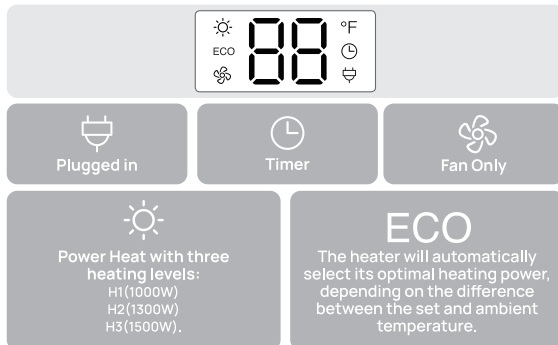 88 °F
ECO
Plugged in
Timer
Fan Only
Power Heat with three
heating levels:
H1(1000W)
H2(1300W)
H3(1500W).
ECO
The heater will automatically
select its optimal heating power,
depending on the difference
between the set and ambient
temperature.